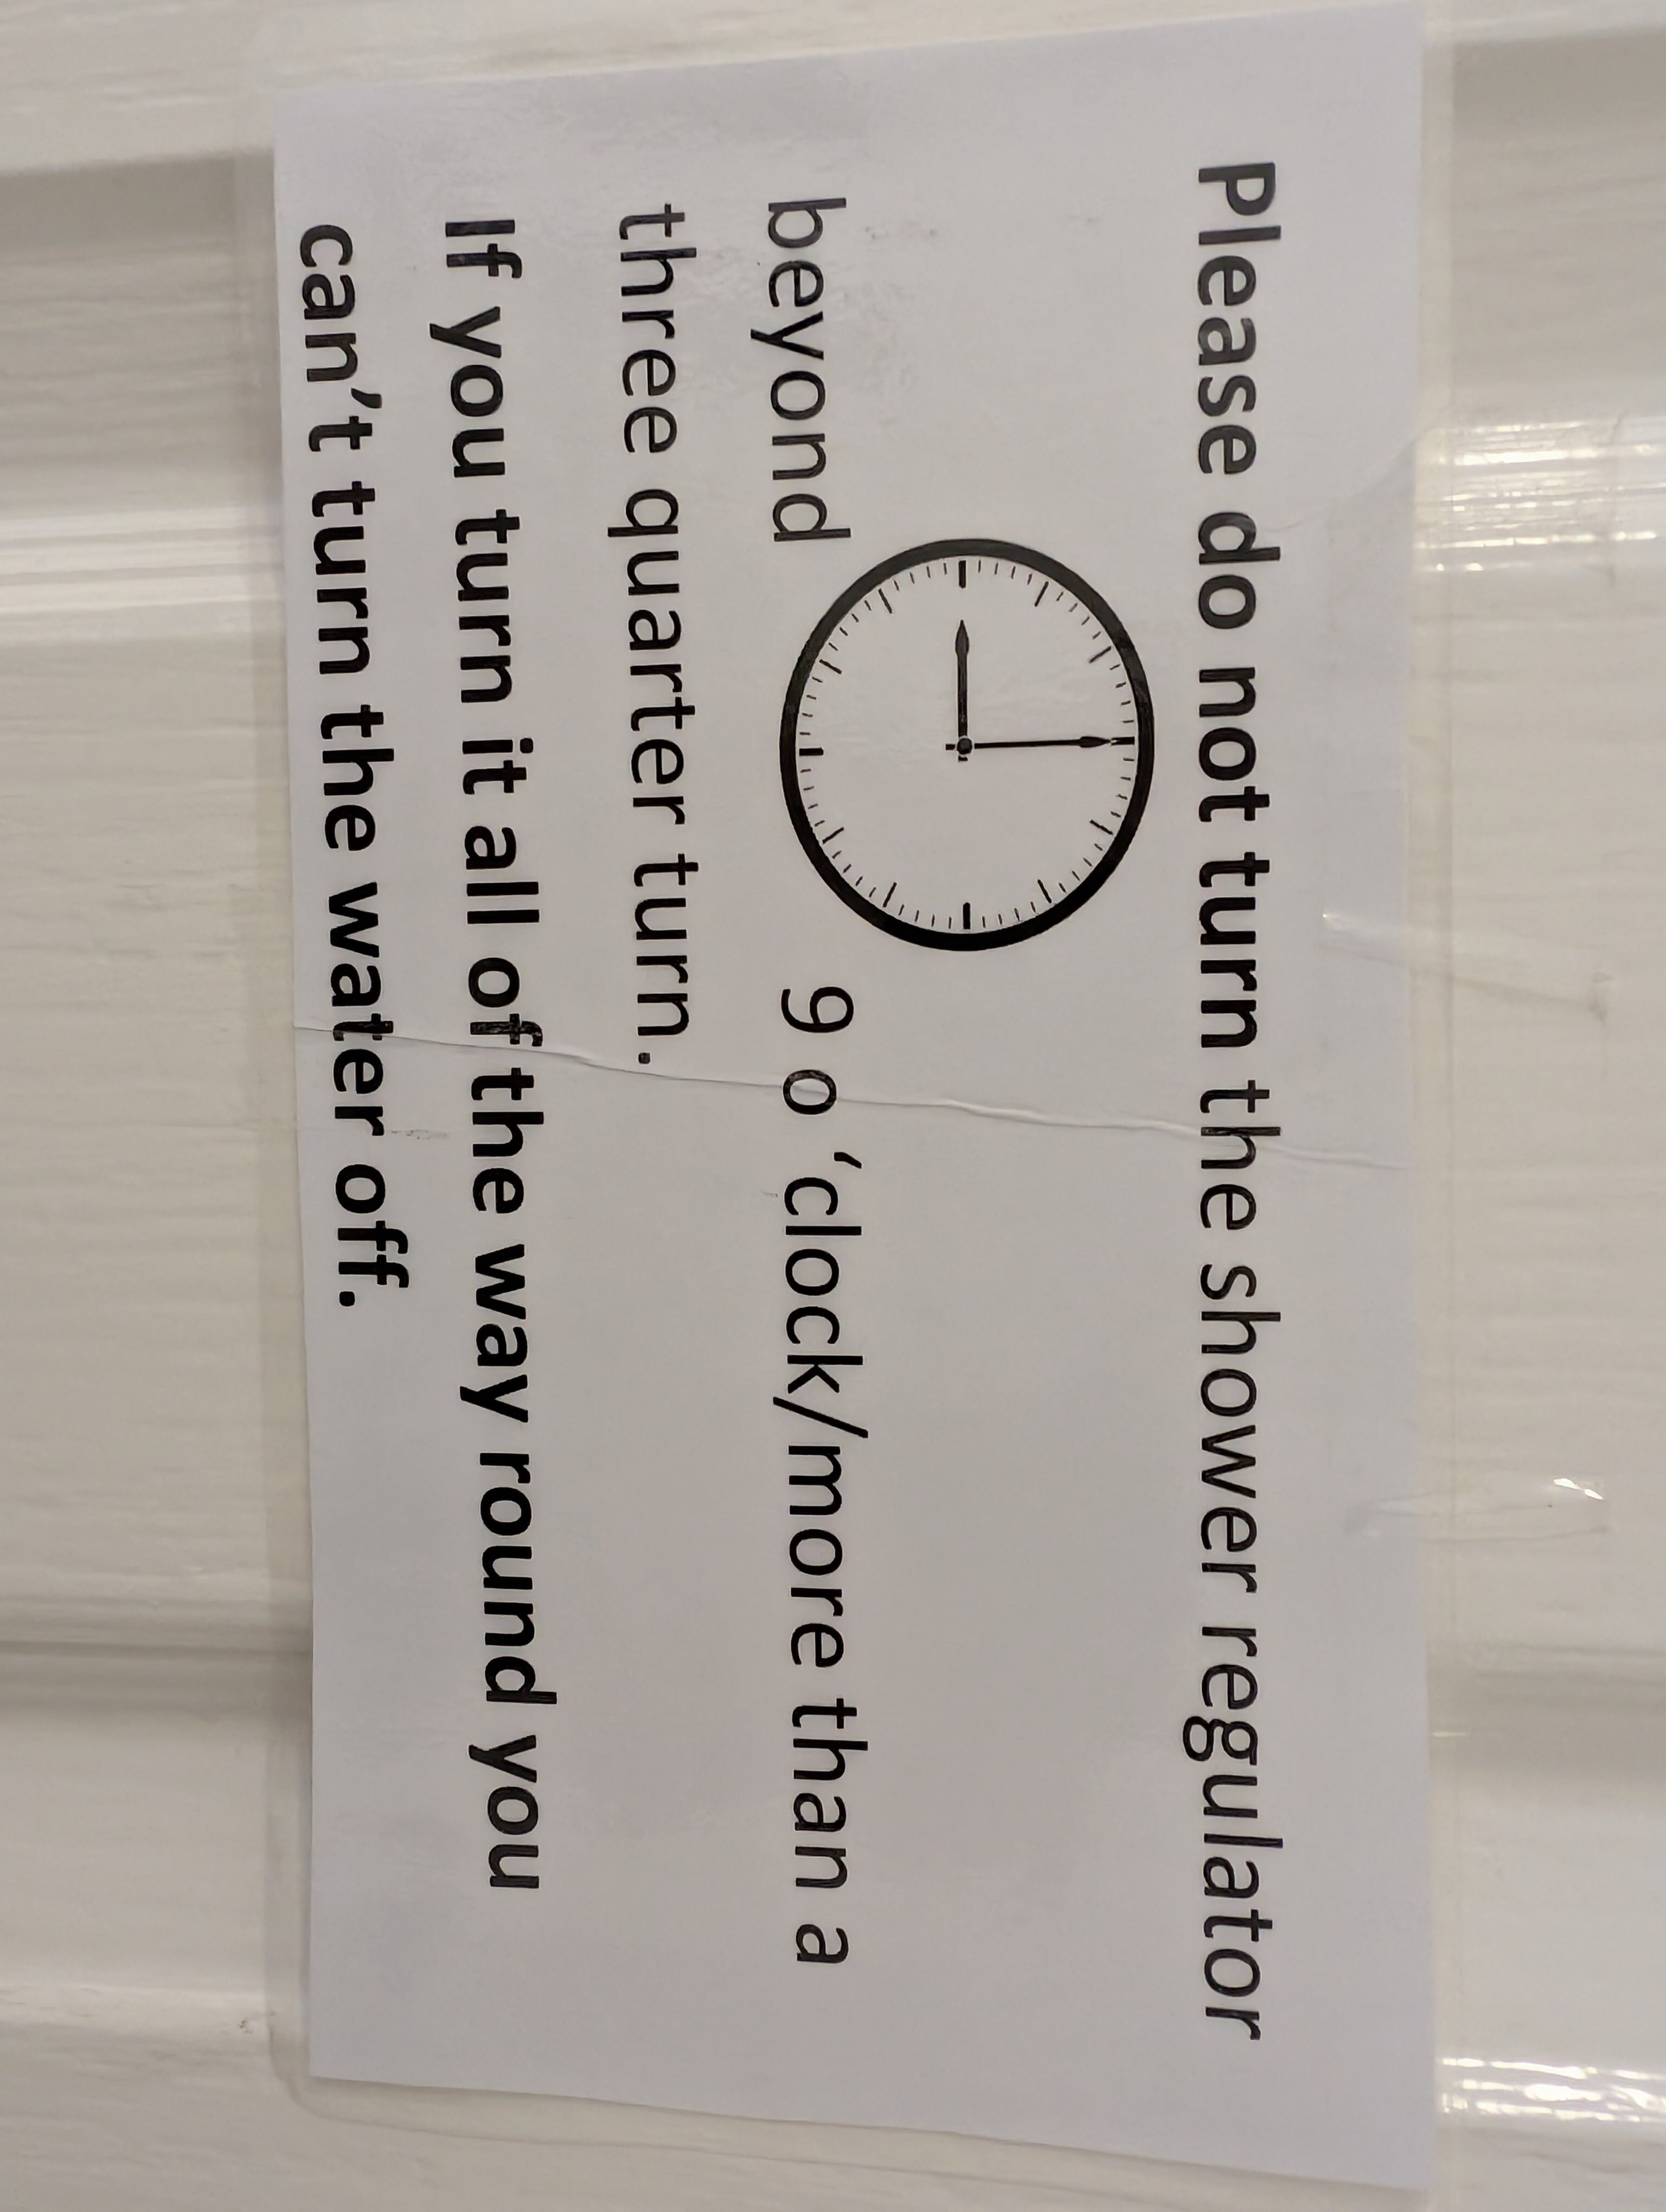 Please do not turn the shower regulator
beyond 9 o ‘clock/more than a
three quarter turn.
If you turn it all of the way round you
can’t turn the water off.